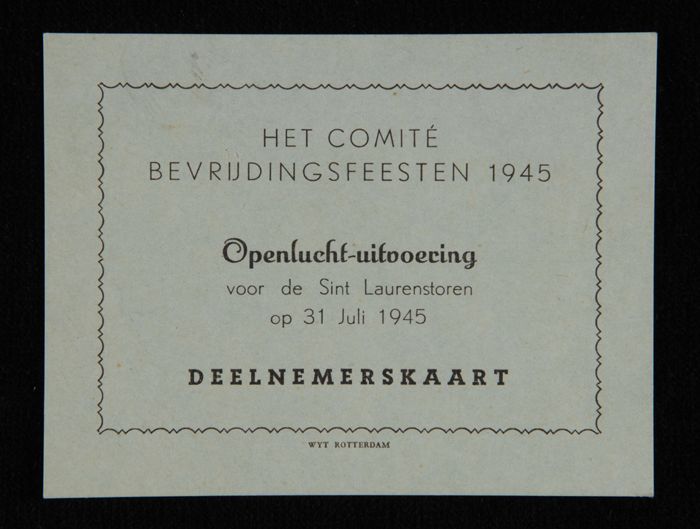 HET COMITÉ
BEVRIJDINGSFEESTEN 1945
Openlucht-uitvoering
voor de Sint Laurenstoren
op 31 Juli 1945
DEELNEMERSKAART
WYT ROTTERDAM